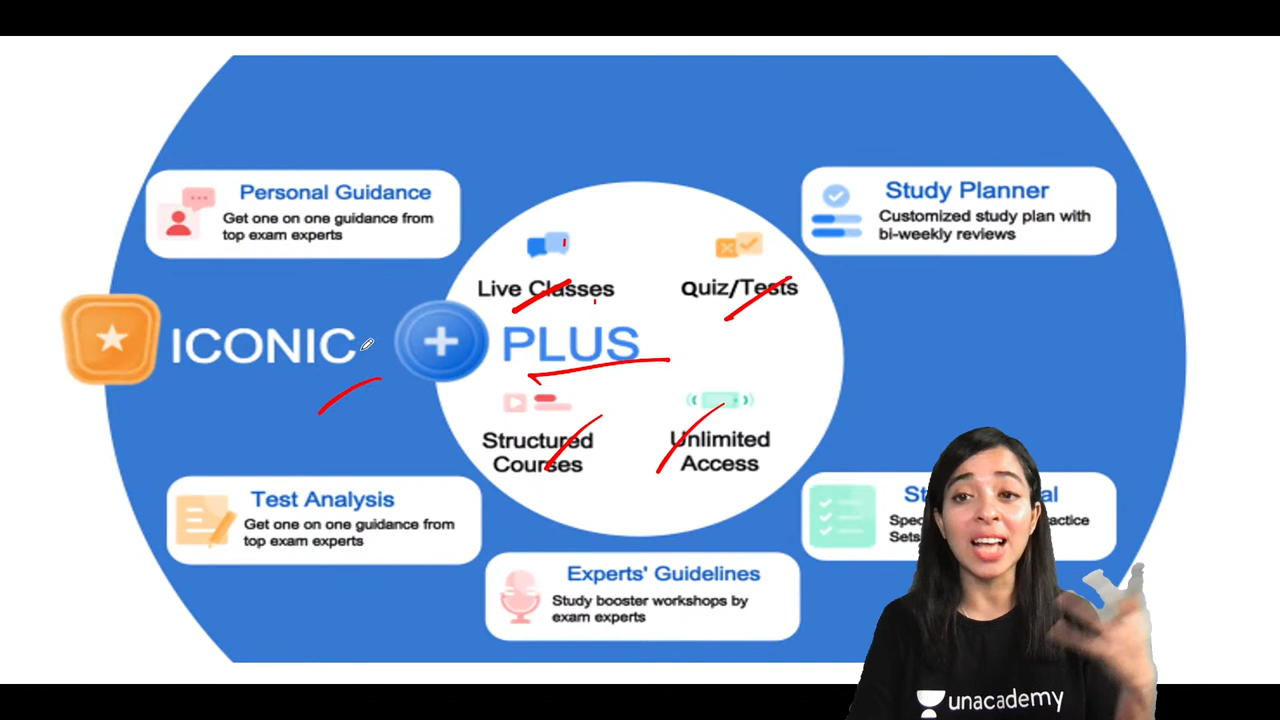 Personal Guidance
Get one on one guidance from
top exam experts
Study Planner
Customized study plan with
bi-weekly reviews
Live Classes
Quiz/Tests
ICONIC
PLUS
Structured
Courses
Unlimited
Access
Test Analysis
Get one on one guidance from
top exam experts
Experts' Guidelines
Study booster workshops by
exam experts
Sets
unacademy